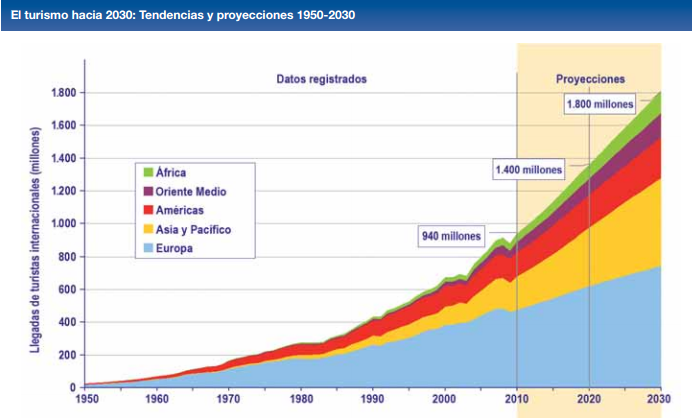 El turismo hacia 2030: Tendencias y proyecciones 1950-2030
Datos registrados
Proyecciones
Llegadas de turistas internacionales (millones)
1.800
1.600
1.400
1.200
1.000
800
600
400
200
0
África
Oriente Medio
Américas
Asia y Pacífico
Europa
940 millones
1.400 millones
1.800 millones
1950 1960 1970 1980 1990 2000 2010 2020 2030